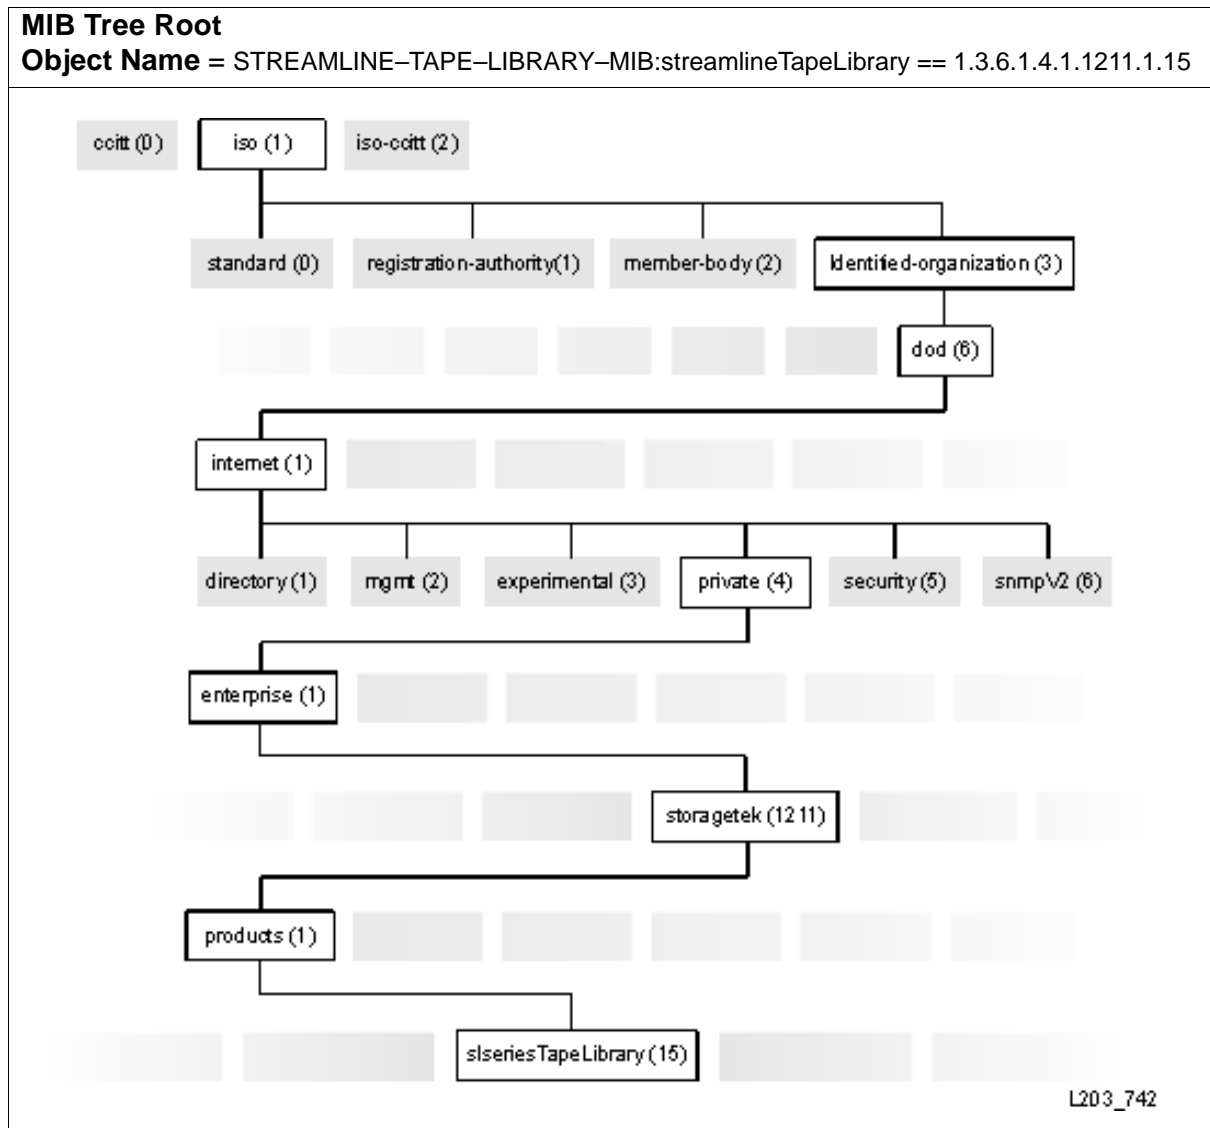 MIB Tree Root
Object Name = STREAMLINE–TAPE–LIBRARY–MIB:streamlineTapeLibrary == 1.3.6.1.4.1.1211.1.15
ccitt (0) iso (1) iso-ccitt (2)
standard (0) registration-authority(1) member-body (2) Identified-organization (3)
dod (6)
internet (1)
directory (1) mgmt (2) experimental (3) private (4) security (5) snmpV2 (6)
enterprise (1)
storagetek (1211)
products (1)
slseriesTapeLibrary (15)
L203_742